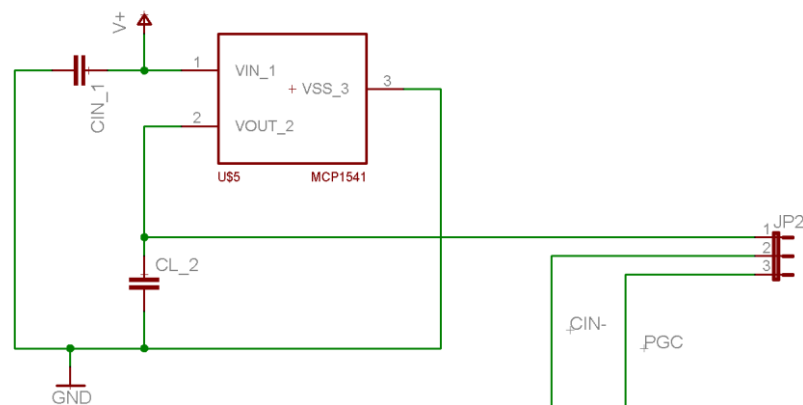 V+
CIN_1
1
VIN_1
VSS_3
3
2
VOUT_2
U$5
MCP1541
JP2
1
2
3
CL_2
CIN-
PGC
GND